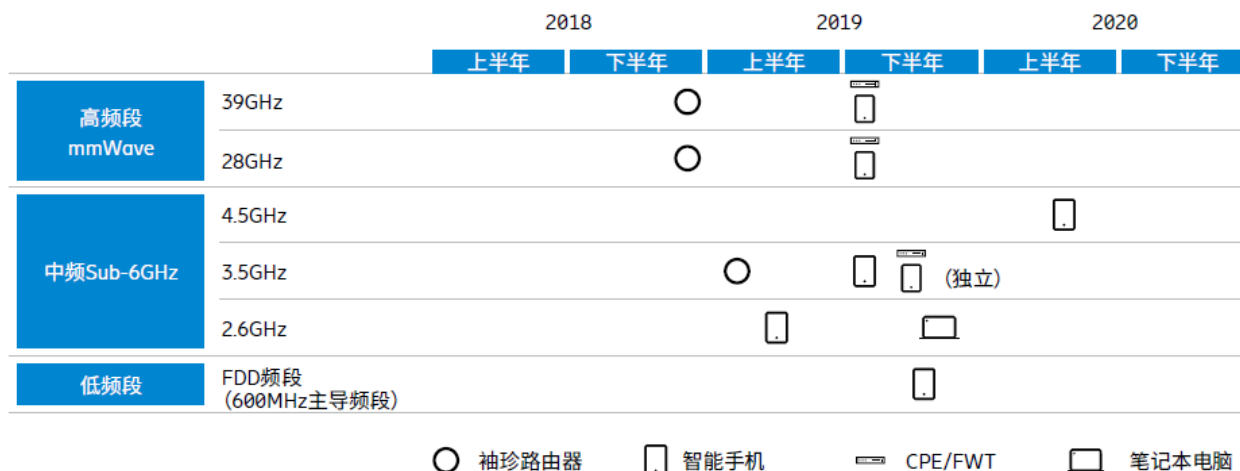 2018 2019 2020
上半年 下半年 上半年 下半年 上半年 下半年
高频段
mmWave
39GHz
28GHz
中频Sub-6GHz
4.5GHz
3.5GHz
(独立)
2.6GHz
低频段
FDD频段
(600MHz主导频段)
袖珍路由器 智能手机 CPE/FWT 笔记本电脑